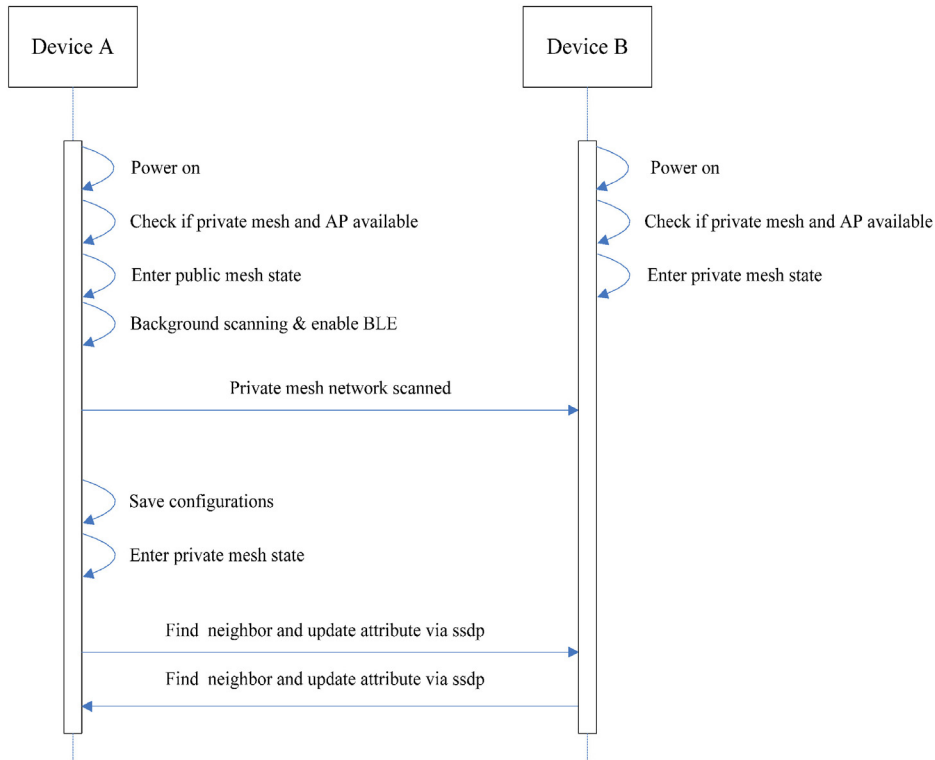 Device A
Device B
Power on
Power on
Check if private mesh and AP available
Check if private mesh and AP available
Enter public mesh state
Enter private mesh state
Background scanning & enable BLE
Private mesh network scanned
Save configurations
Enter private mesh state
Find neighbor and update attribute via ssdp
Find neighbor and update attribute via ssdp